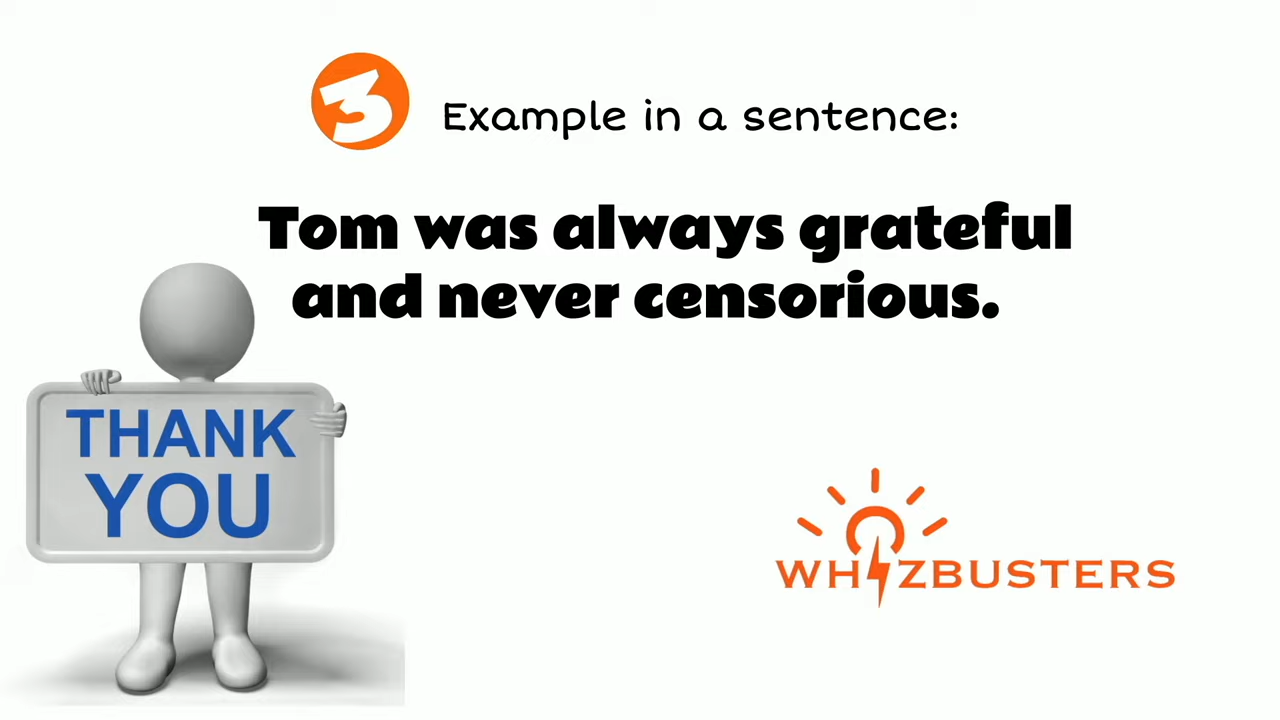 3 Example in a sentence:
Tom was always grateful
and never censorious.
THANK
YOU
WHIZBUSTERS